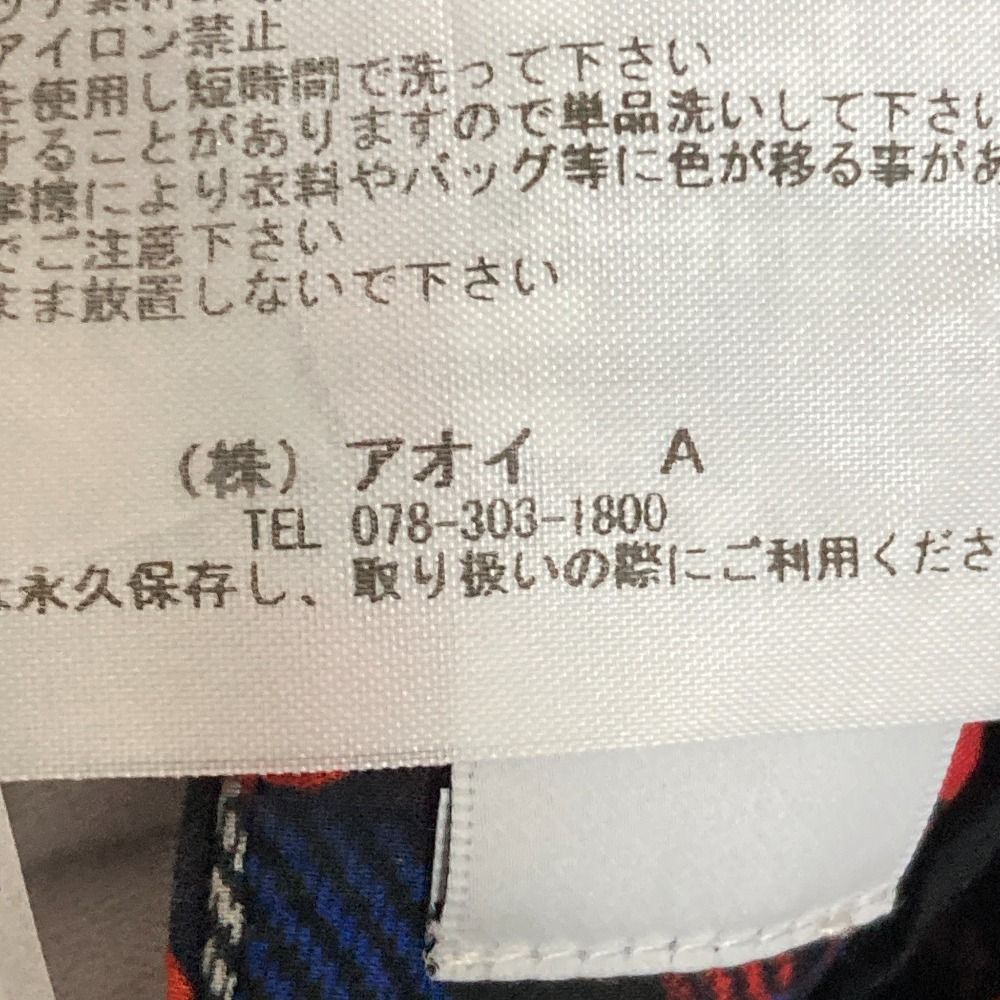 アイロン禁止
を使用し短時間で洗って下さい
することがありますので単品洗いして下さい
摩擦により衣料やバッグ等に色が移る事があ
でご注意下さい
まま放置しないで下さい
(株) アオイ A
TEL 078-303-1800
永久保存し、取り扱いの際にご利用くださ